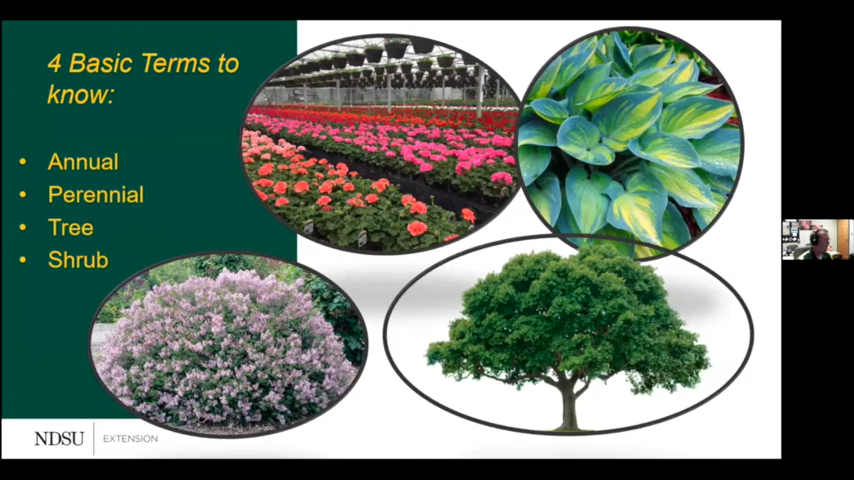 4 Basic Terms to
know:
• Annual
• Perennial
• Tree
• Shrub
NDSU
EXTENSION